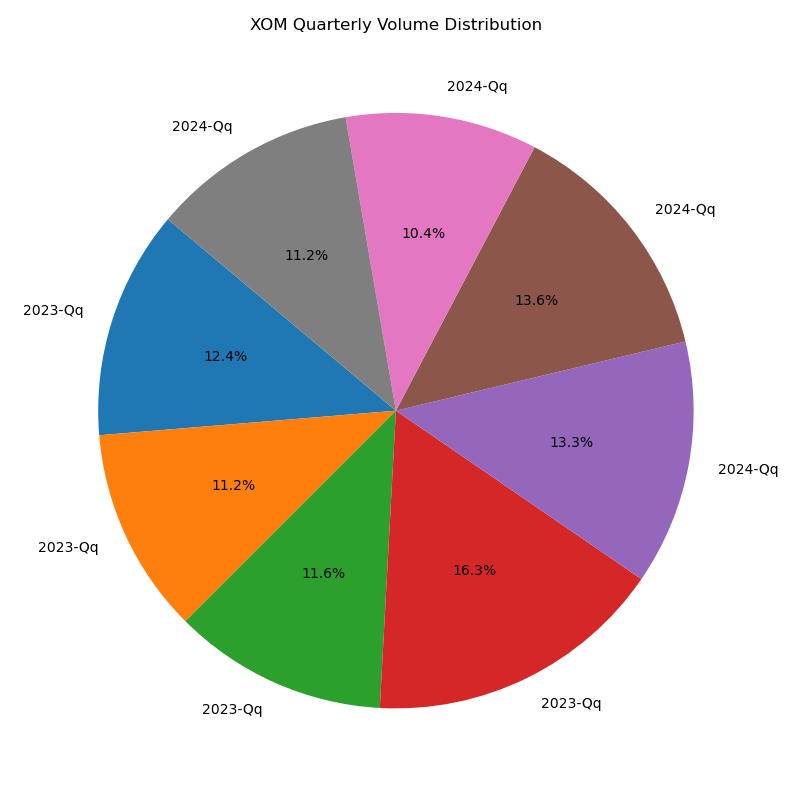 XOM Quarterly Volume Distribution
2024-Qq
2024-Qq
2024-Qq
10.4%
11.2%
13.6%
2023-Qq
12.4%
13.3%
2024-Qq
11.2%
2023-Qq
11.6%
16.3%
2023-Qq
2023-Qq